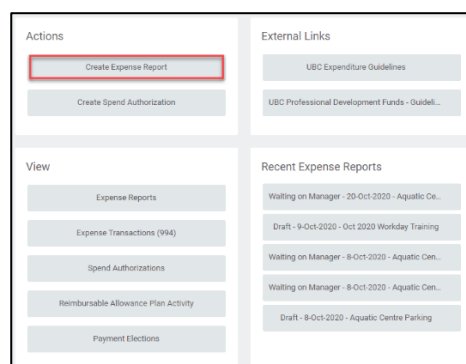 Actions
Create Expense Report
Create Spend Authorization
External Links
UBC Expenditure Guidelines
UBC Professional Development Funds - Guideli...
View
Expense Reports
Expense Transactions (994)
Spend Authorizations
Reimbursable Allowance Plan Activity
Payment Elections
Recent Expense Reports
Waiting on Manager - 20-Oct-2020 - Aquatic Ce...
Draft - 9-Oct-2020 - Oct 2020 Workday Training
Waiting on Manager - 8-Oct-2020 - Aquatic Cen...
Waiting on Manager - 8-Oct-2020 - Aquatic Cen...
Draft - 8-Oct-2020 - Aquatic Centre Parking